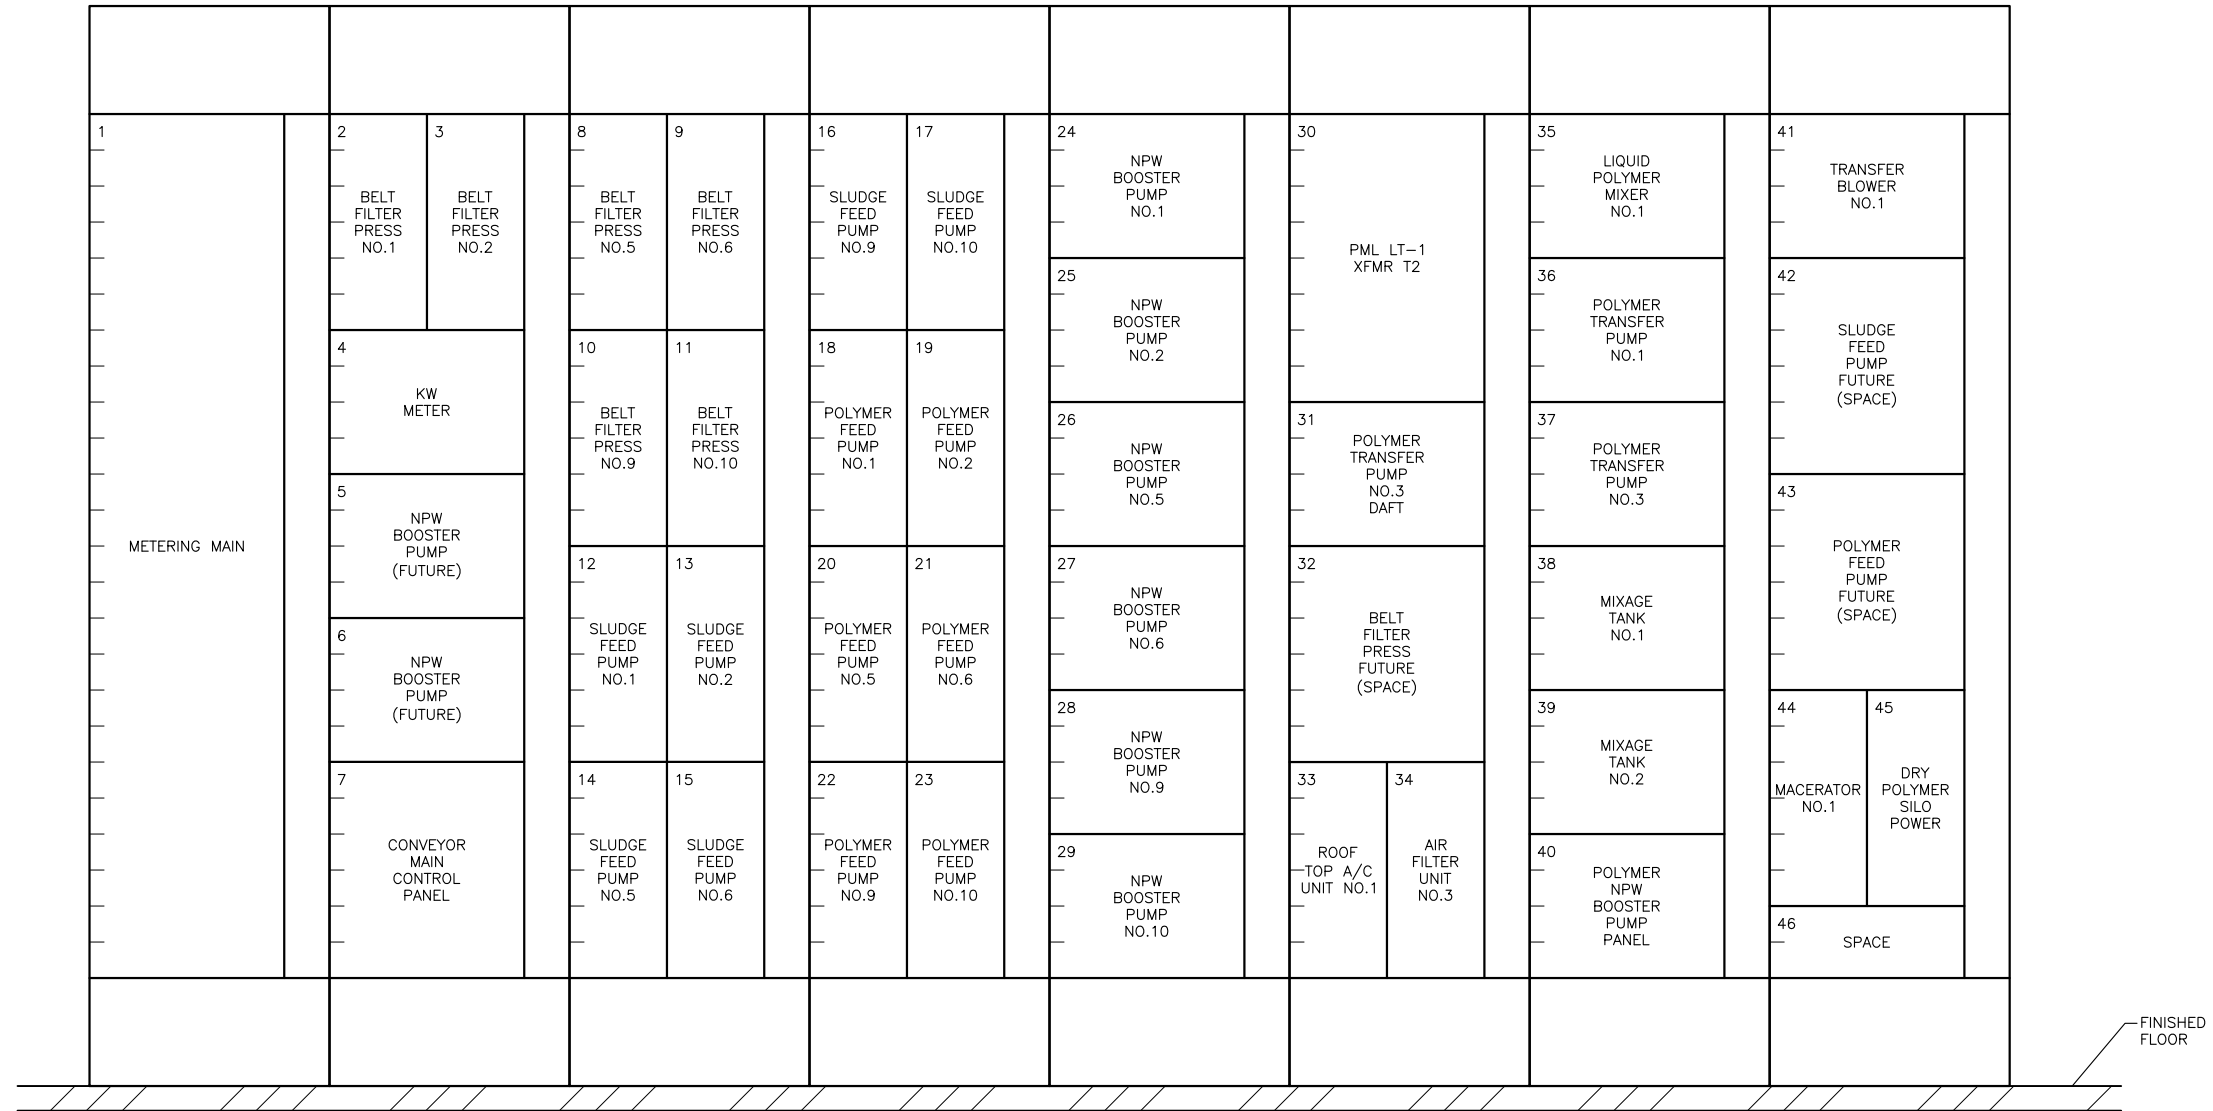 1
METERING MAIN
2
BELT
FILTER
PRESS
NO.1
3
BELT
FILTER
PRESS
NO.2
4
KW
METER
5
NPW
BOOSTER
PUMP
(FUTURE)
6
NPW
BOOSTER
PUMP
(FUTURE)
7
CONVEYOR
MAIN
CONTROL
PANEL
8
BELT
FILTER
PRESS
NO.5
9
BELT
FILTER
PRESS
NO.6
10
BELT
FILTER
PRESS
NO.9
11
BELT
FILTER
PRESS
NO.10
12
SLUDGE
FEED
PUMP
NO.1
13
SLUDGE
FEED
PUMP
NO.2
14
SLUDGE
FEED
PUMP
NO.5
15
SLUDGE
FEED
PUMP
NO.6
16
SLUDGE
FEED
PUMP
NO.9
17
SLUDGE
FEED
PUMP
NO.10
18
POLYMER
FEED
PUMP
NO.1
19
POLYMER
FEED
PUMP
NO.2
20
POLYMER
FEED
PUMP
NO.5
21
POLYMER
FEED
PUMP
NO.6
22
POLYMER
FEED
PUMP
NO.9
23
POLYMER
FEED
PUMP
NO.10
24
NPW
BOOSTER
PUMP
NO.1
25
NPW
BOOSTER
PUMP
NO.2
26
NPW
BOOSTER
PUMP
NO.5
27
NPW
BOOSTER
PUMP
NO.6
28
NPW
BOOSTER
PUMP
NO.9
29
NPW
BOOSTER
PUMP
NO.10
30
PML LT-1
XFMR T2
31
POLYMER
TRANSFER
PUMP
NO.3
DAFT
32
BELT
FILTER
PRESS
FUTURE
(SPACE)
33
ROOF
TOP A/C
UNIT NO.1
34
AIR
FILTER
UNIT
NO.3
35
LIQUID
POLYMER
MIXER
NO.1
36
POLYMER
TRANSFER
PUMP
NO.1
37
POLYMER
TRANSFER
PUMP
NO.3
38
MIXAGE
TANK
NO.1
39
MIXAGE
TANK
NO.2
40
POLYMER
NPW
BOOSTER
PUMP
PANEL
41
TRANSFER
BLOWER
NO.1
42
SLUDGE
FEED
PUMP
FUTURE
(SPACE)
43
POLYMER
FEED
PUMP
FUTURE
(SPACE)
44
MACERATOR
NO.1
45
DRY
POLYMER
SILO
POWER
46
SPACE
FINISHED
FLOOR